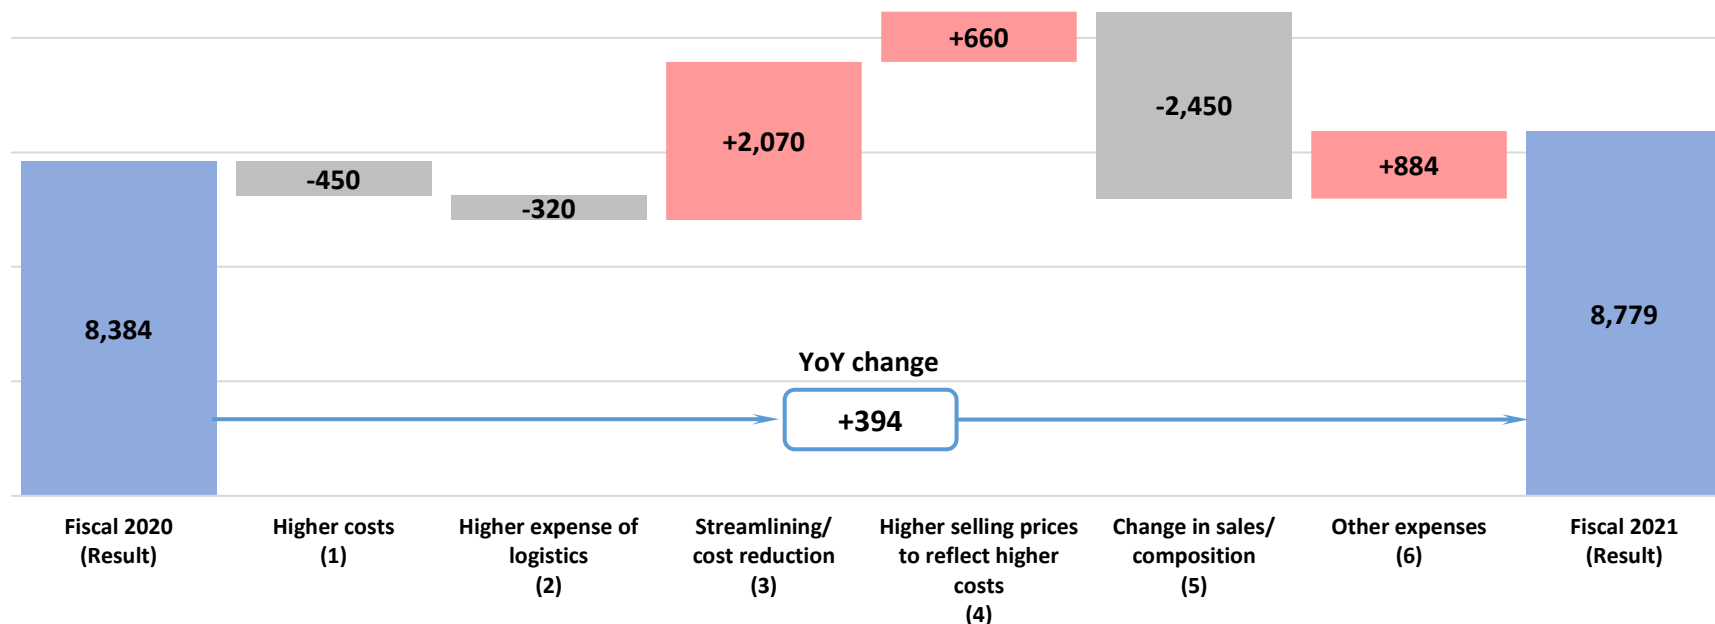 +660
-2,450
+2,070
+884
-450
-320
8,384
8,779
YoY change
+394
Fiscal 2020
(Result)
Higher costs
(1)
Higher expense of
logistics
(2)
Streamlining/
cost reduction
(3)
Higher selling prices
to reflect higher
costs
(4)
Change in sales/
composition
(5)
Other expenses
(6)
Fiscal 2021
(Result)